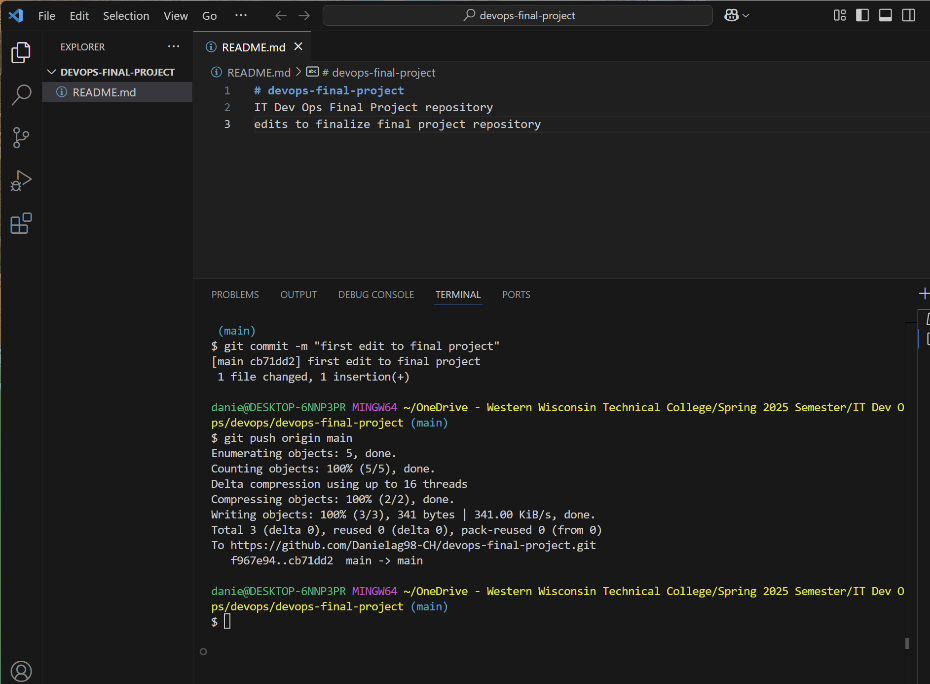 File Edit Selection View Go ··· devops-final-project
EXPLORER ···
README.md
DEVOPS-FINAL-PROJECT
README.md
README.md > # devops-final-project
1 # devops-final-project
2 IT Dev Ops Final Project repository
3 edits to finalize final project repository
PROBLEMS OUTPUT DEBUG CONSOLE TERMINAL PORTS
(main)
$ git commit -m "first edit to final project"
[main cb71dd2] first edit to final project
1 file changed, 1 insertion(+)
danie@DESKTOP-6NNP3PR MINGW64 ~/OneDrive - Western Wisconsin Technical College/Spring 2025 Semester/IT Dev O
ps/devops/devops-final-project (main)
$ git push origin main
Enumerating objects: 5, done.
Counting objects: 100% (5/5), done.
Delta compression using up to 16 threads
Compressing objects: 100% (2/2), done.
Writing objects: 100% (3/3), 341 bytes | 341.00 KiB/s, done.
Total 3 (delta 0), reused 0 (delta 0), pack-reused 0 (from 0)
To https://github.com/Danielag98-CH/devops-final-project.git
f967e94..cb71dd2 main -> main
danie@DESKTOP-6NNP3PR MINGW64 ~/OneDrive - Western Wisconsin Technical College/Spring 2025 Semester/IT Dev O
ps/devops/devops-final-project (main)
$